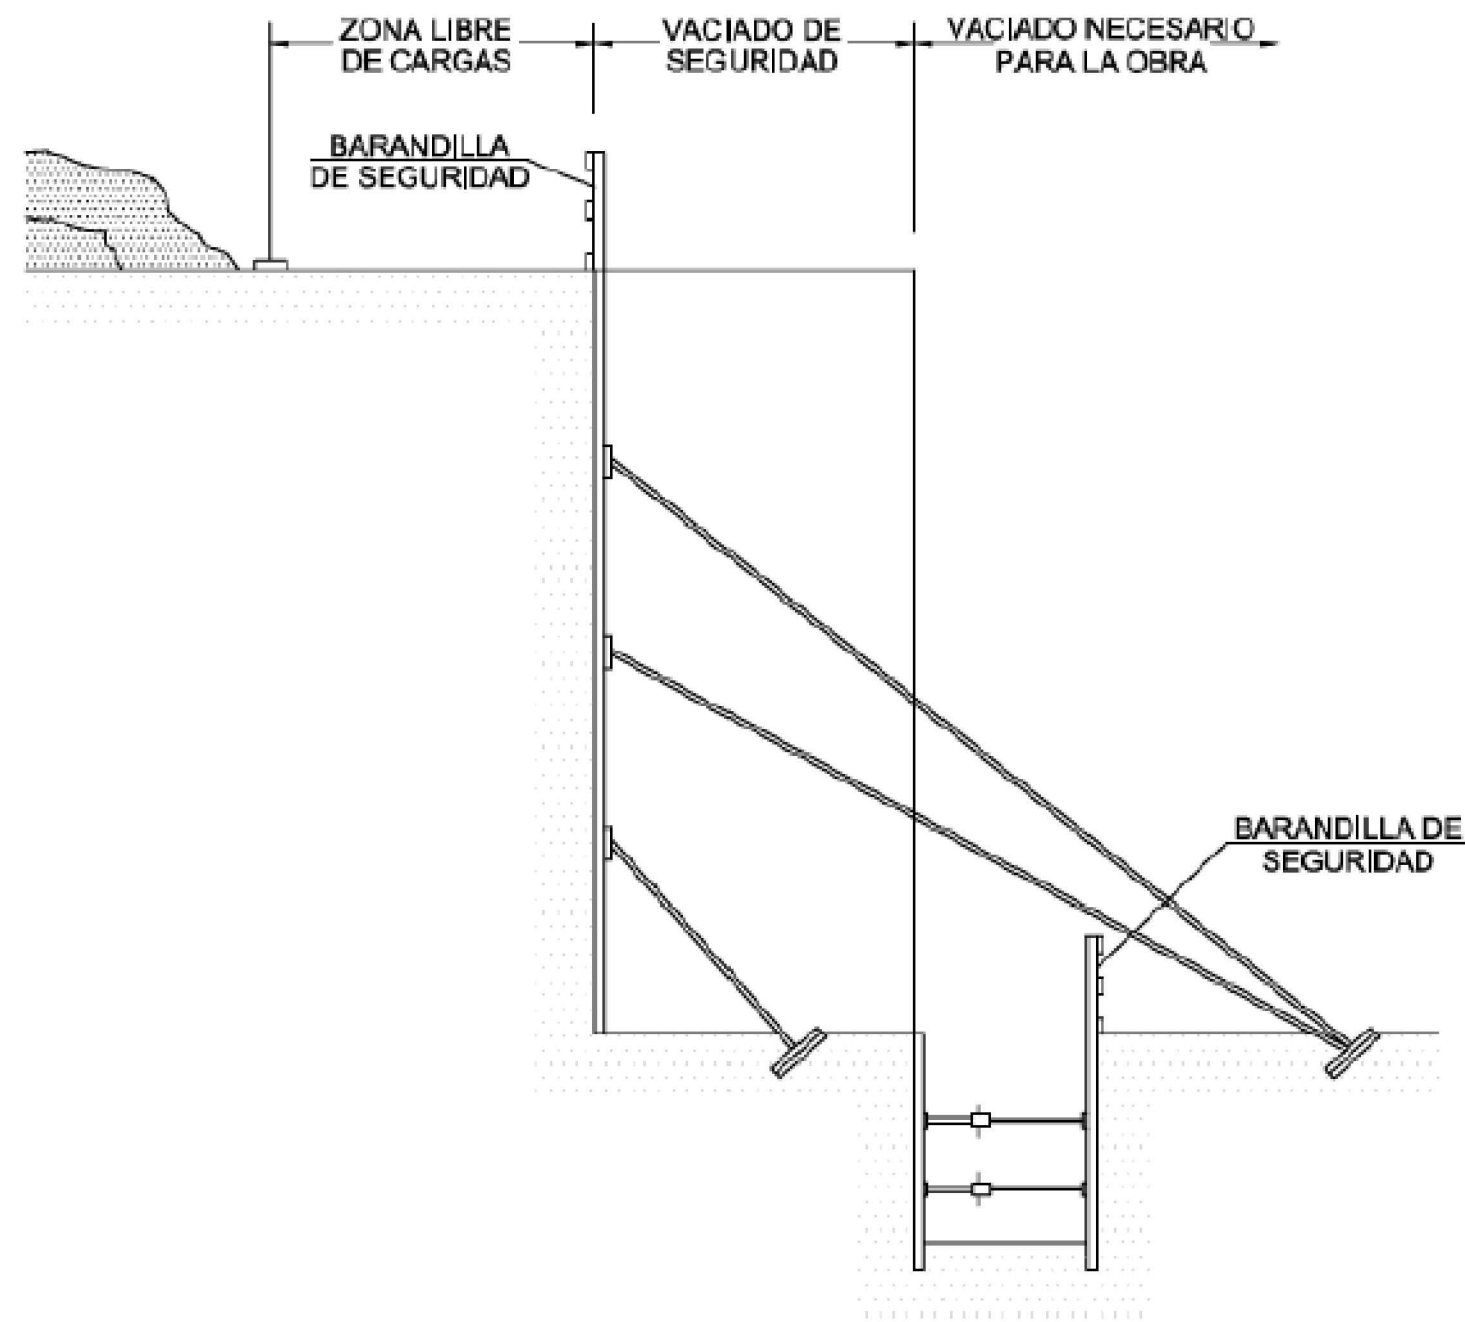 ZONA LIBRE
DE CARGAS
VACIADO DE
SEGURIDAD
VACIADO NECESARIO
PARA LA OBRA
BARANDILLA
DE SEGURIDAD
BARANDILLA DE
SEGURIDAD